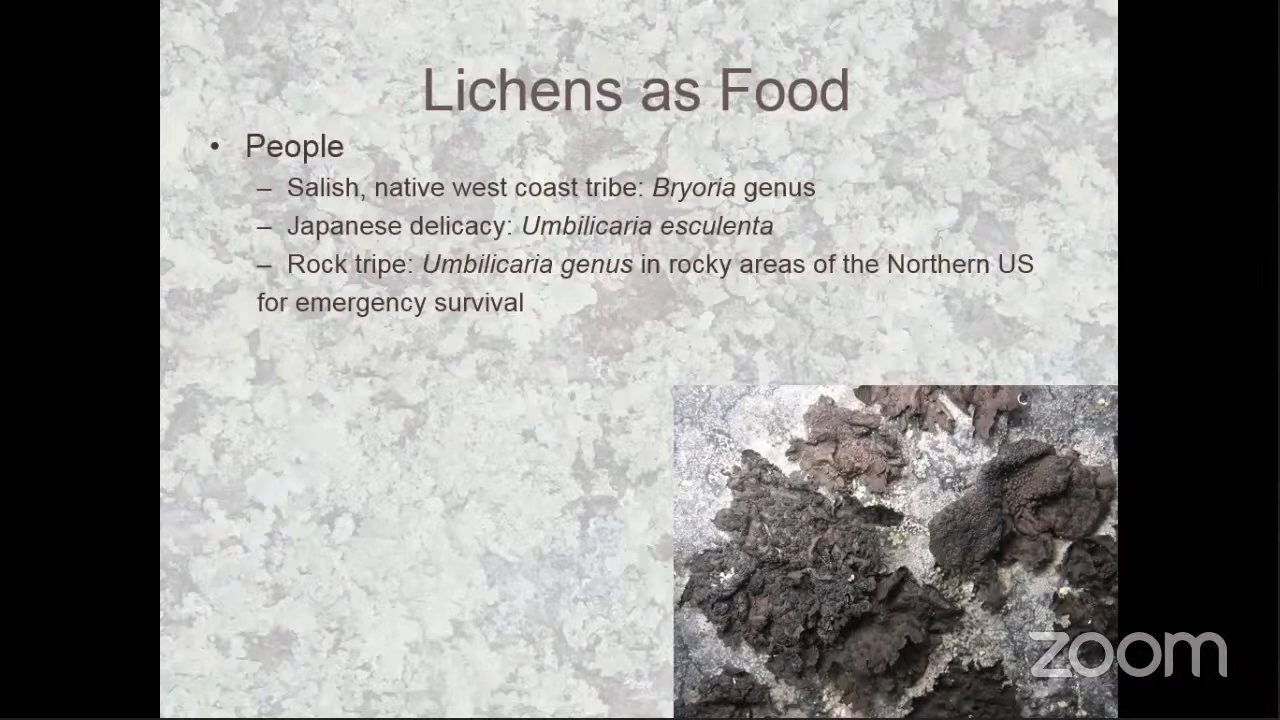 Lichens as Food
• People
– Salish, native west coast tribe: Bryoria genus
– Japanese delicacy: Umbilicaria esculenta
– Rock tripe: Umbilicaria genus in rocky areas of the Northern US
for emergency survival
zoom